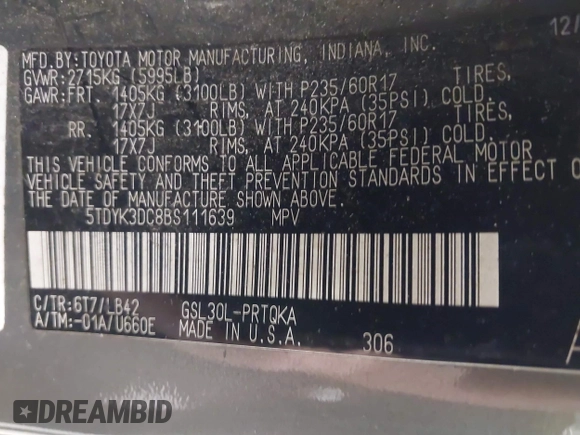 MFD.BY:TOYOTA MOTOR MANUFACTURING, INDIANA, INC. 12/
GVWR:2715KG (5995LB)
GAWR:FRT. 1405KG (3100LB) WITH P235/60R17 TIRES,
17X7J RIMS, AT 240KPA (35PSI) COLD.
RR. 1405KG (3100LB) WITH P235/60R17 TIRES,
17X7J RIMS, AT 240KPA (35PSI) COLD.
THIS VEHICLE CONFORMS TO ALL APPLICABLE FEDERAL MOTOR
VEHICLE SAFETY AND THEFT PREVENTION STANDARDS IN EFFECT O
THE DATE OF MANUFACTURE SHOWN ABOVE.
5TDYK3DC8BS111639 MPV
C/TR:6T7/LB42 GSL30L-PRTQKA
A/TM:-01A/U660E MADE IN U.S.A. 306
DREAMBID